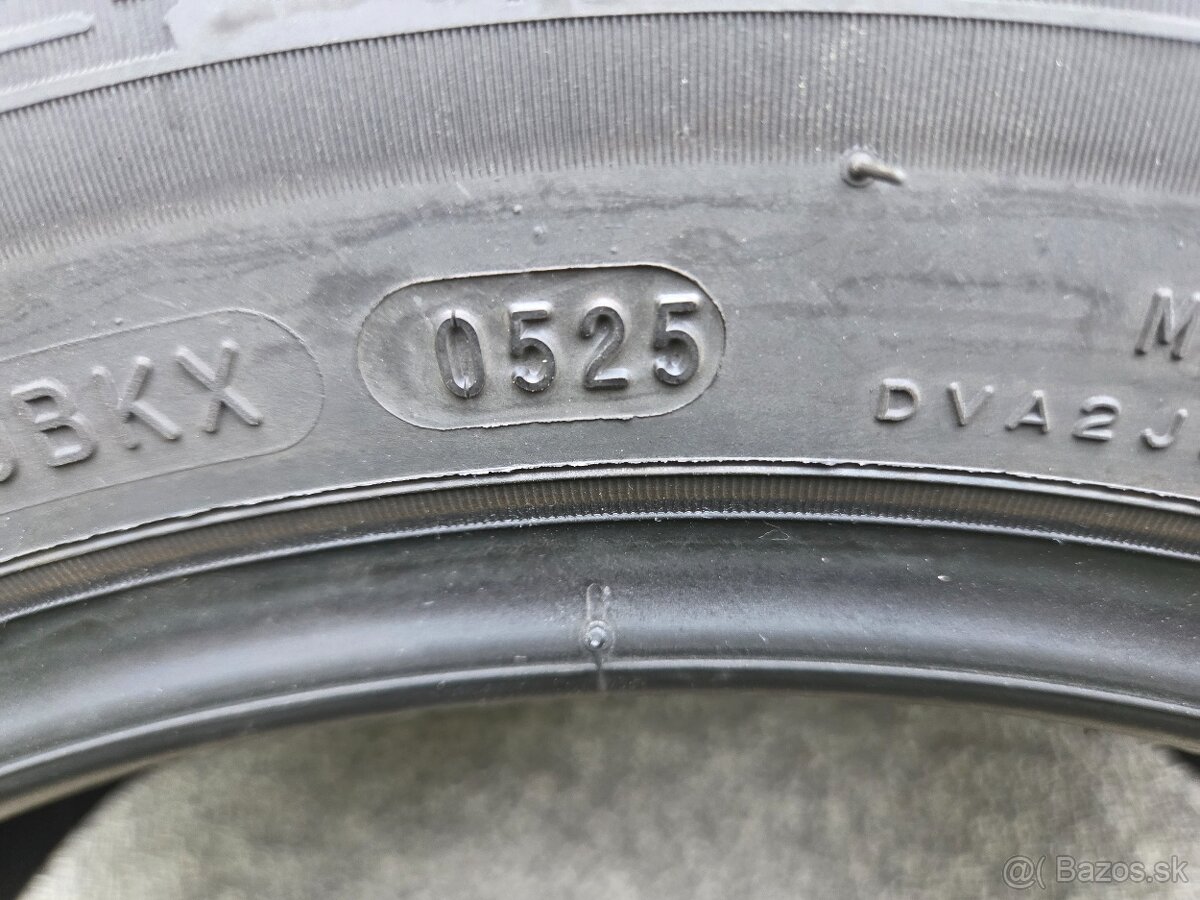 BKX
0525
M
DVA2J
@( Bazos.sk